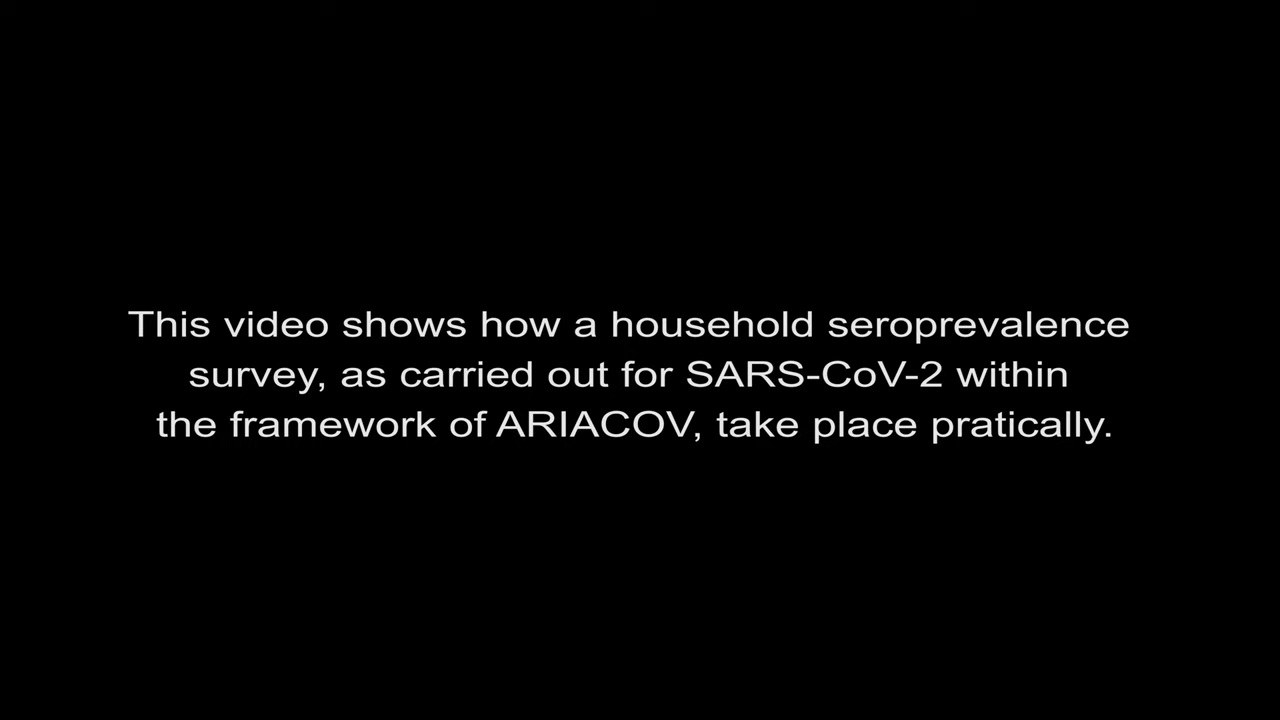 This video shows how a household seroprevalence
survey, as carried out for SARS-CoV-2 within
the framework of ARIACOV, take place pratically.